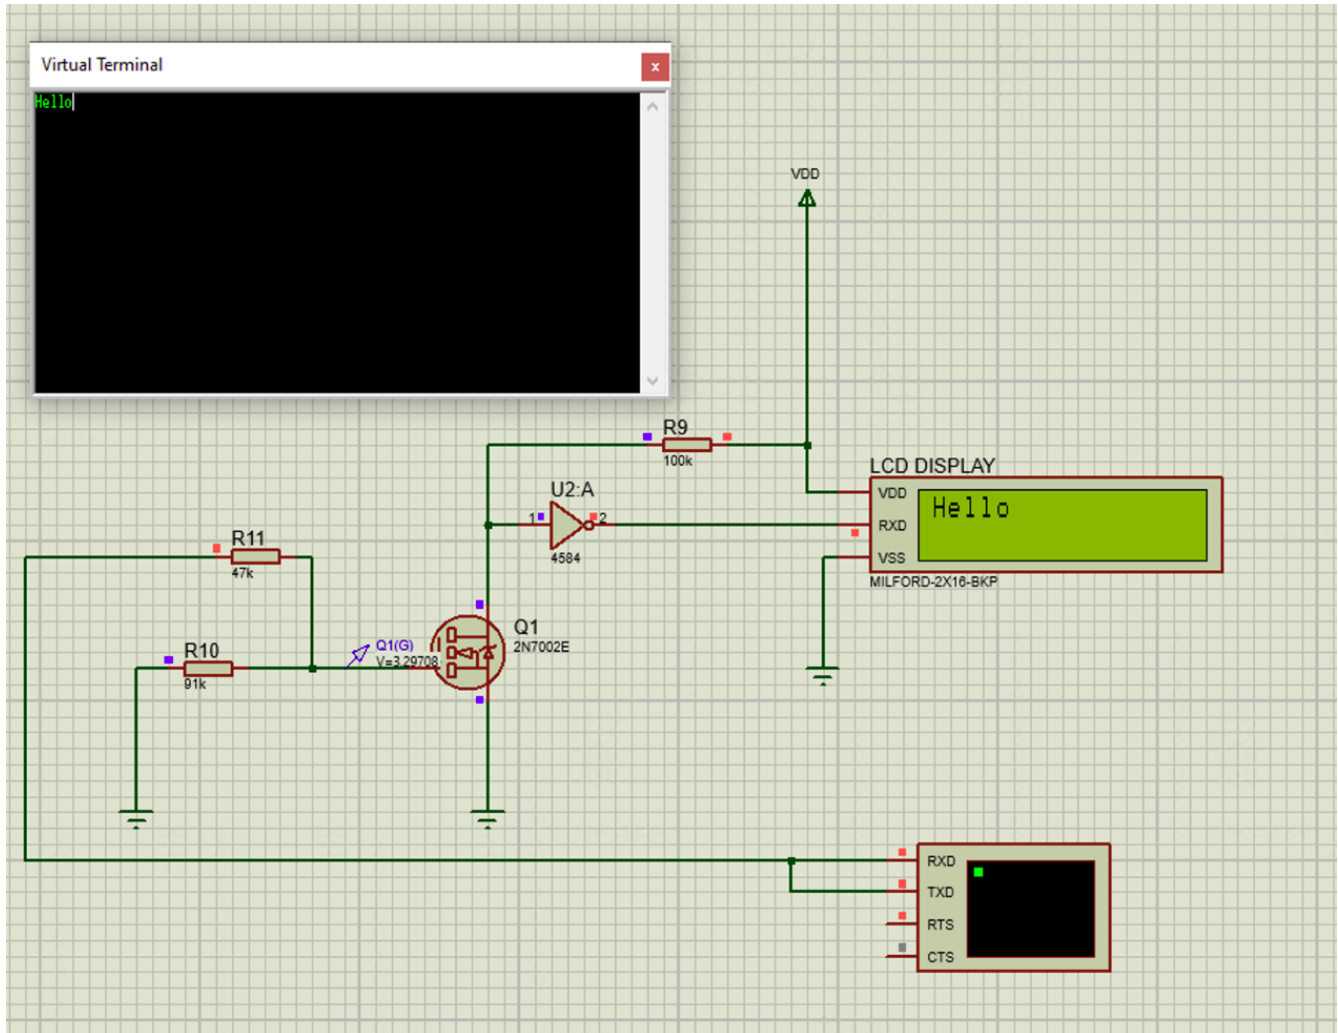 Virtual Terminal
x
Hello
VDD
R9
100k
LCD DISPLAY
VDD
RXD
VSS
Hello
MILFORD-2X16-BKP
U2:A
1
2
4584
R11
47k
Q1
2N7002E
Q1(G)
V=3.29708
R10
91k
RXD
TXD
RTS
CTS